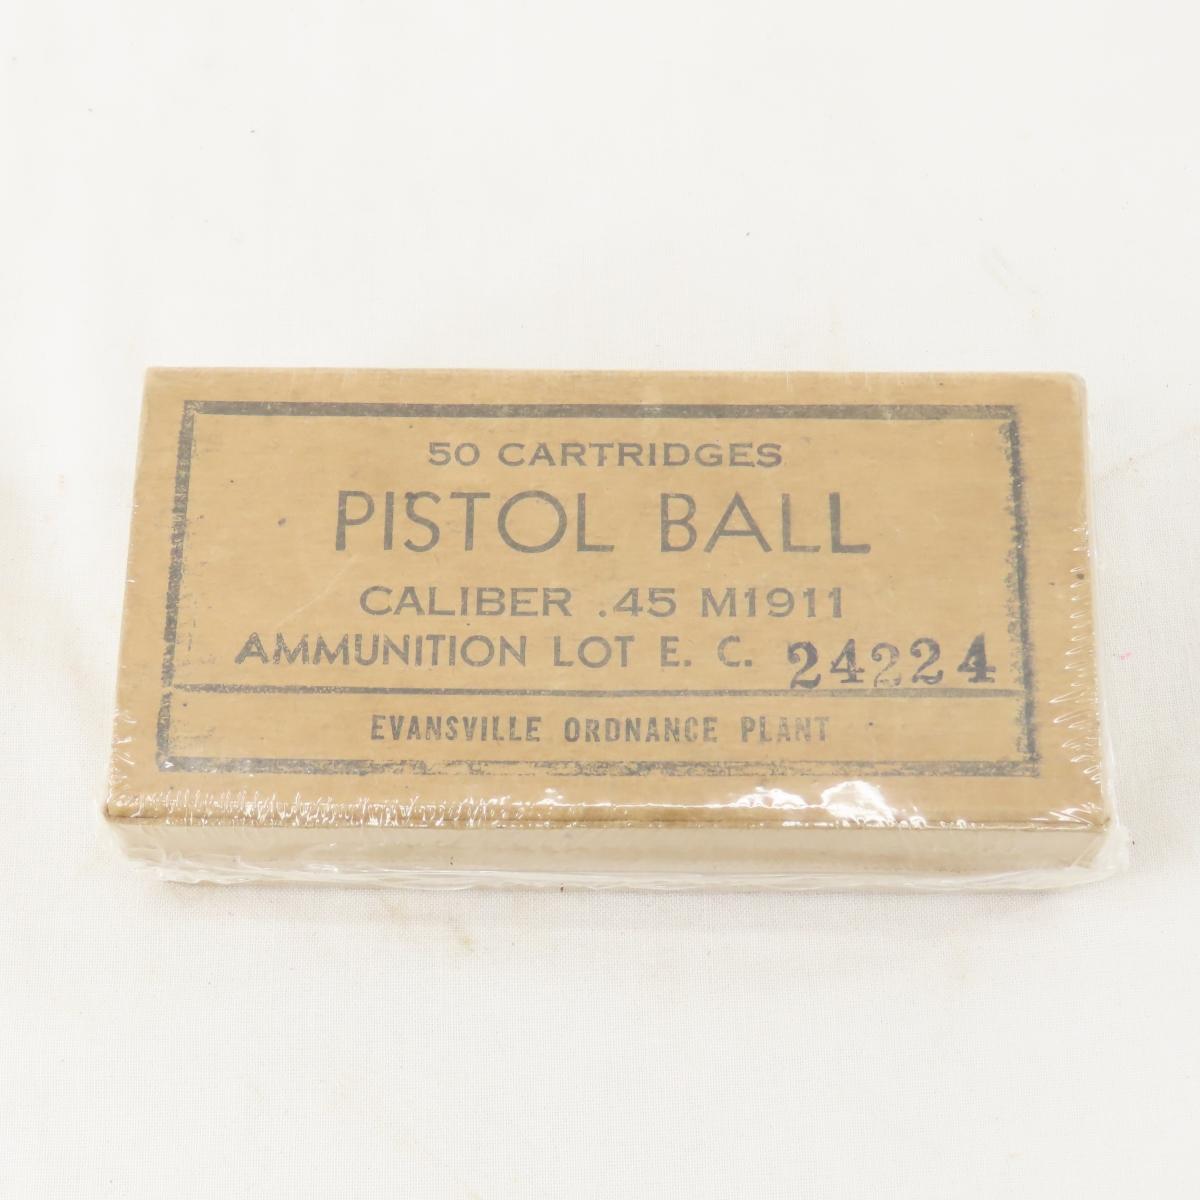 50 CARTRIDGES
PISTOL BALL
CALIBER .45 M1911
AMMUNITION LOT E. C. 24224
EVANSVILLE ORDNANCE PLANT